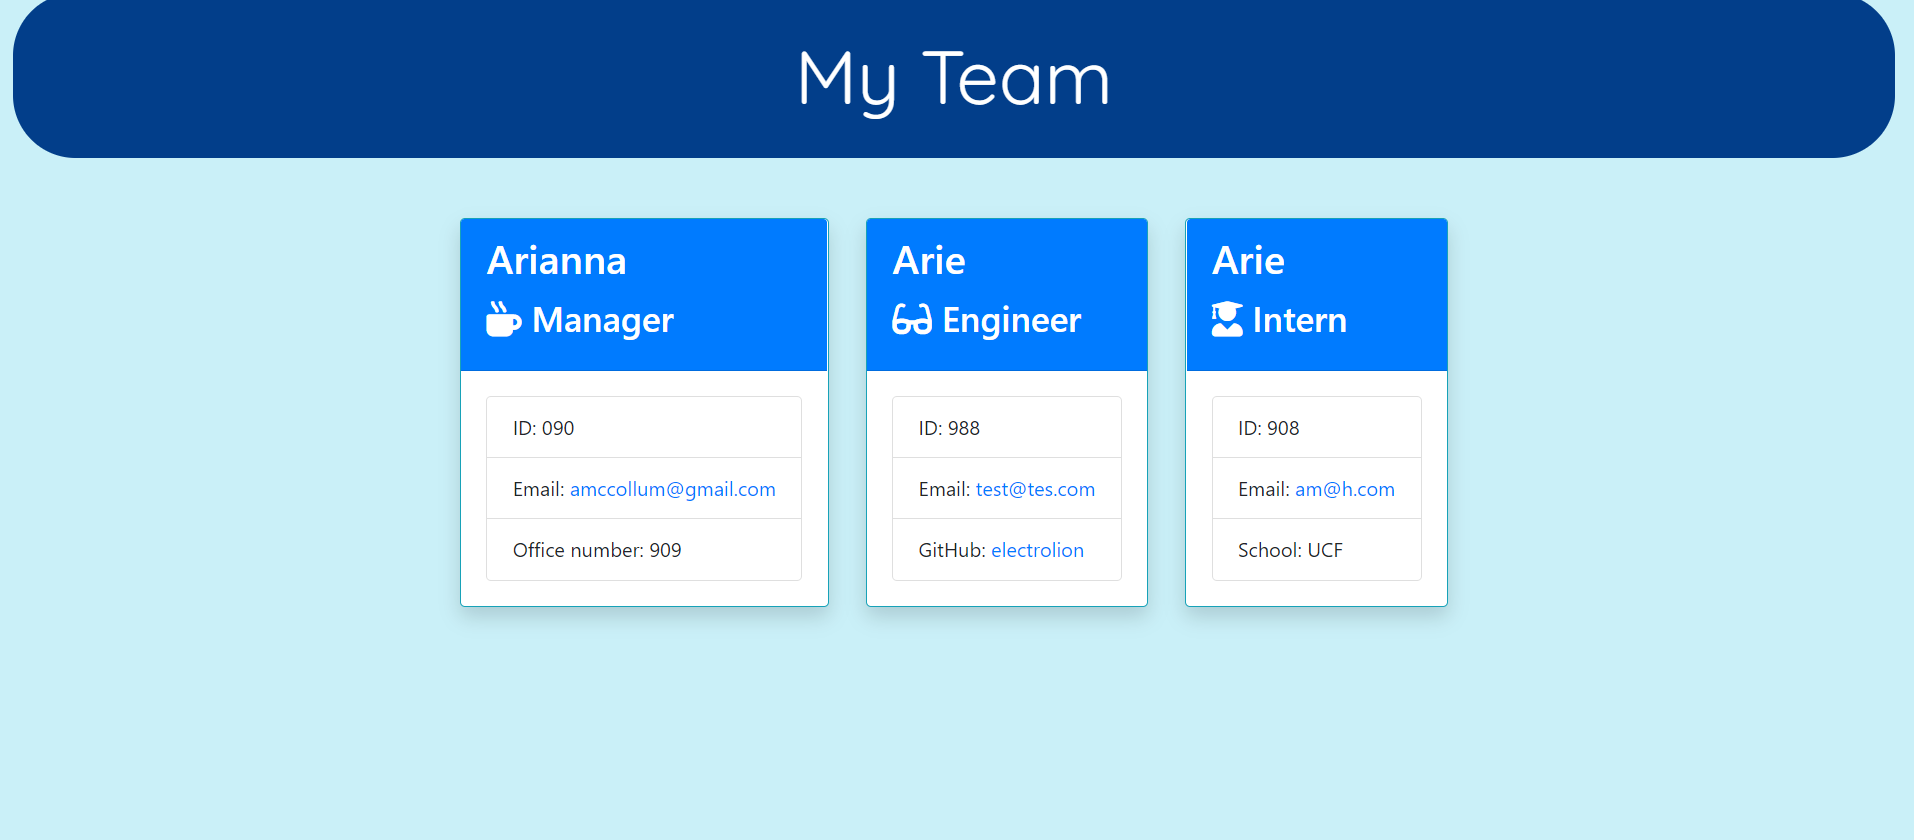 My Team
Arianna
Manager
ID: 090
Email: amccollum@gmail.com
Office number: 909
Arie
Engineer
ID: 988
Email: test@tes.com
GitHub: electrolion
Arie
Intern
ID: 908
Email: am@h.com
School: UCF